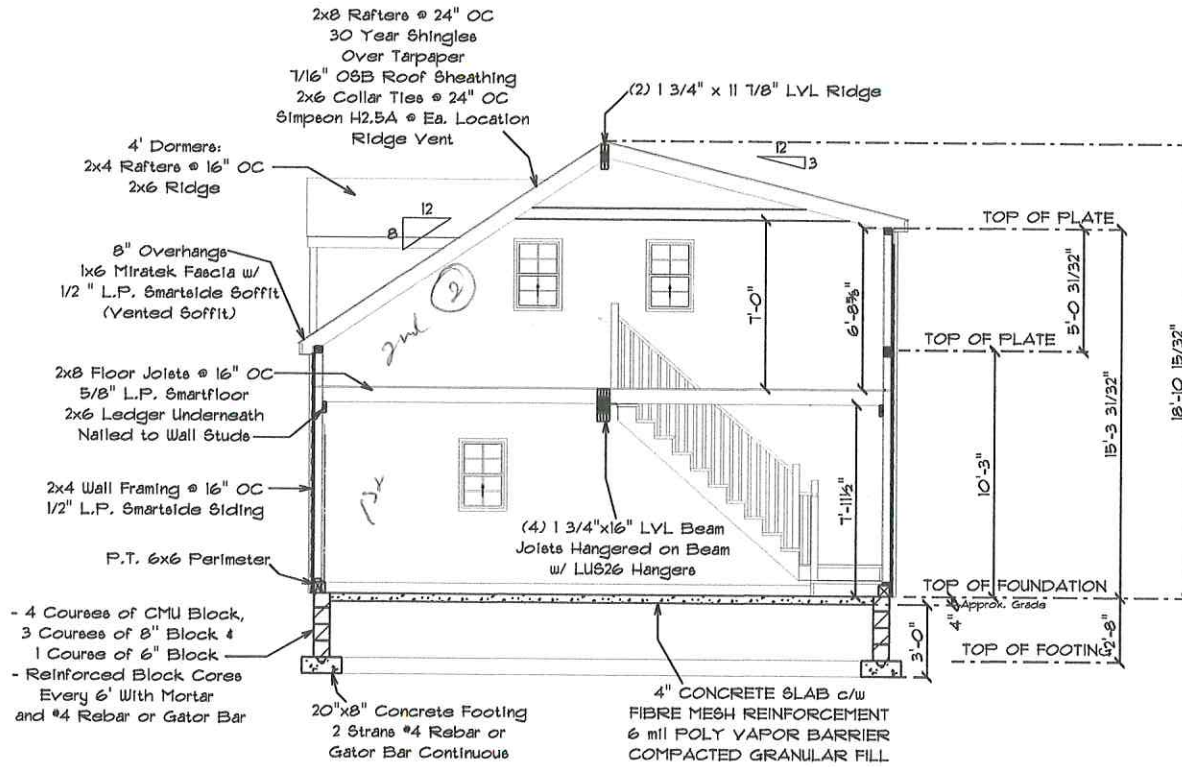 2x8 Rafters @ 24" OC
30 Year Shingles
Over Tarpaper
7/16" OSB Roof Sheathing
2x6 Collar Ties @ 24" OC
Simpson H2.5A @ Ea. Location
Ridge Vent
(2) 1 3/4" x 11 7/8" LVL Ridge
12
3
4' Dormers:
2x4 Rafters @ 16" OC
2x6 Ridge
12
8
8" Overhangs
1x6 Miratek Fascia w/
1/2 " L.P. Smartside Soffit
(Vented Soffit)
2nd
2
TOP OF PLATE
7'-0"
6'-8⅝"
5'-0 31/32"
TOP OF PLATE
15'-3 31/32"
18'-10 15/32"
10'-3"
2x8 Floor Joists @ 16" OC
5/8" L.P. Smartfloor
2x6 Ledger Underneath
Nailed to Wall Studs
2x4 Wall Framing @ 16" OC
1/2" L.P. Smartside Siding
1st
7'-11½"
(4) 1 3/4"x16" LVL Beam
Joists Hangered on Beam
w/ LUS26 Hangers
P.T. 6x6 Perimeter
TOP OF FOUNDATION
Approx. Grade
4"
3'-0"
TOP OF FOOTING
- 4 Courses of CMU Block,
3 Courses of 8" Block &
1 Course of 6" Block
- Reinforced Block Cores
Every 6' With Mortar
and #4 Rebar or Gator Bar
20"x8" Concrete Footing
2 Strans #4 Rebar or
Gator Bar Continuous
4" CONCRETE SLAB c/w
FIBRE MESH REINFORCEMENT
6 mil POLY VAPOR BARRIER
COMPACTED GRANULAR FILL